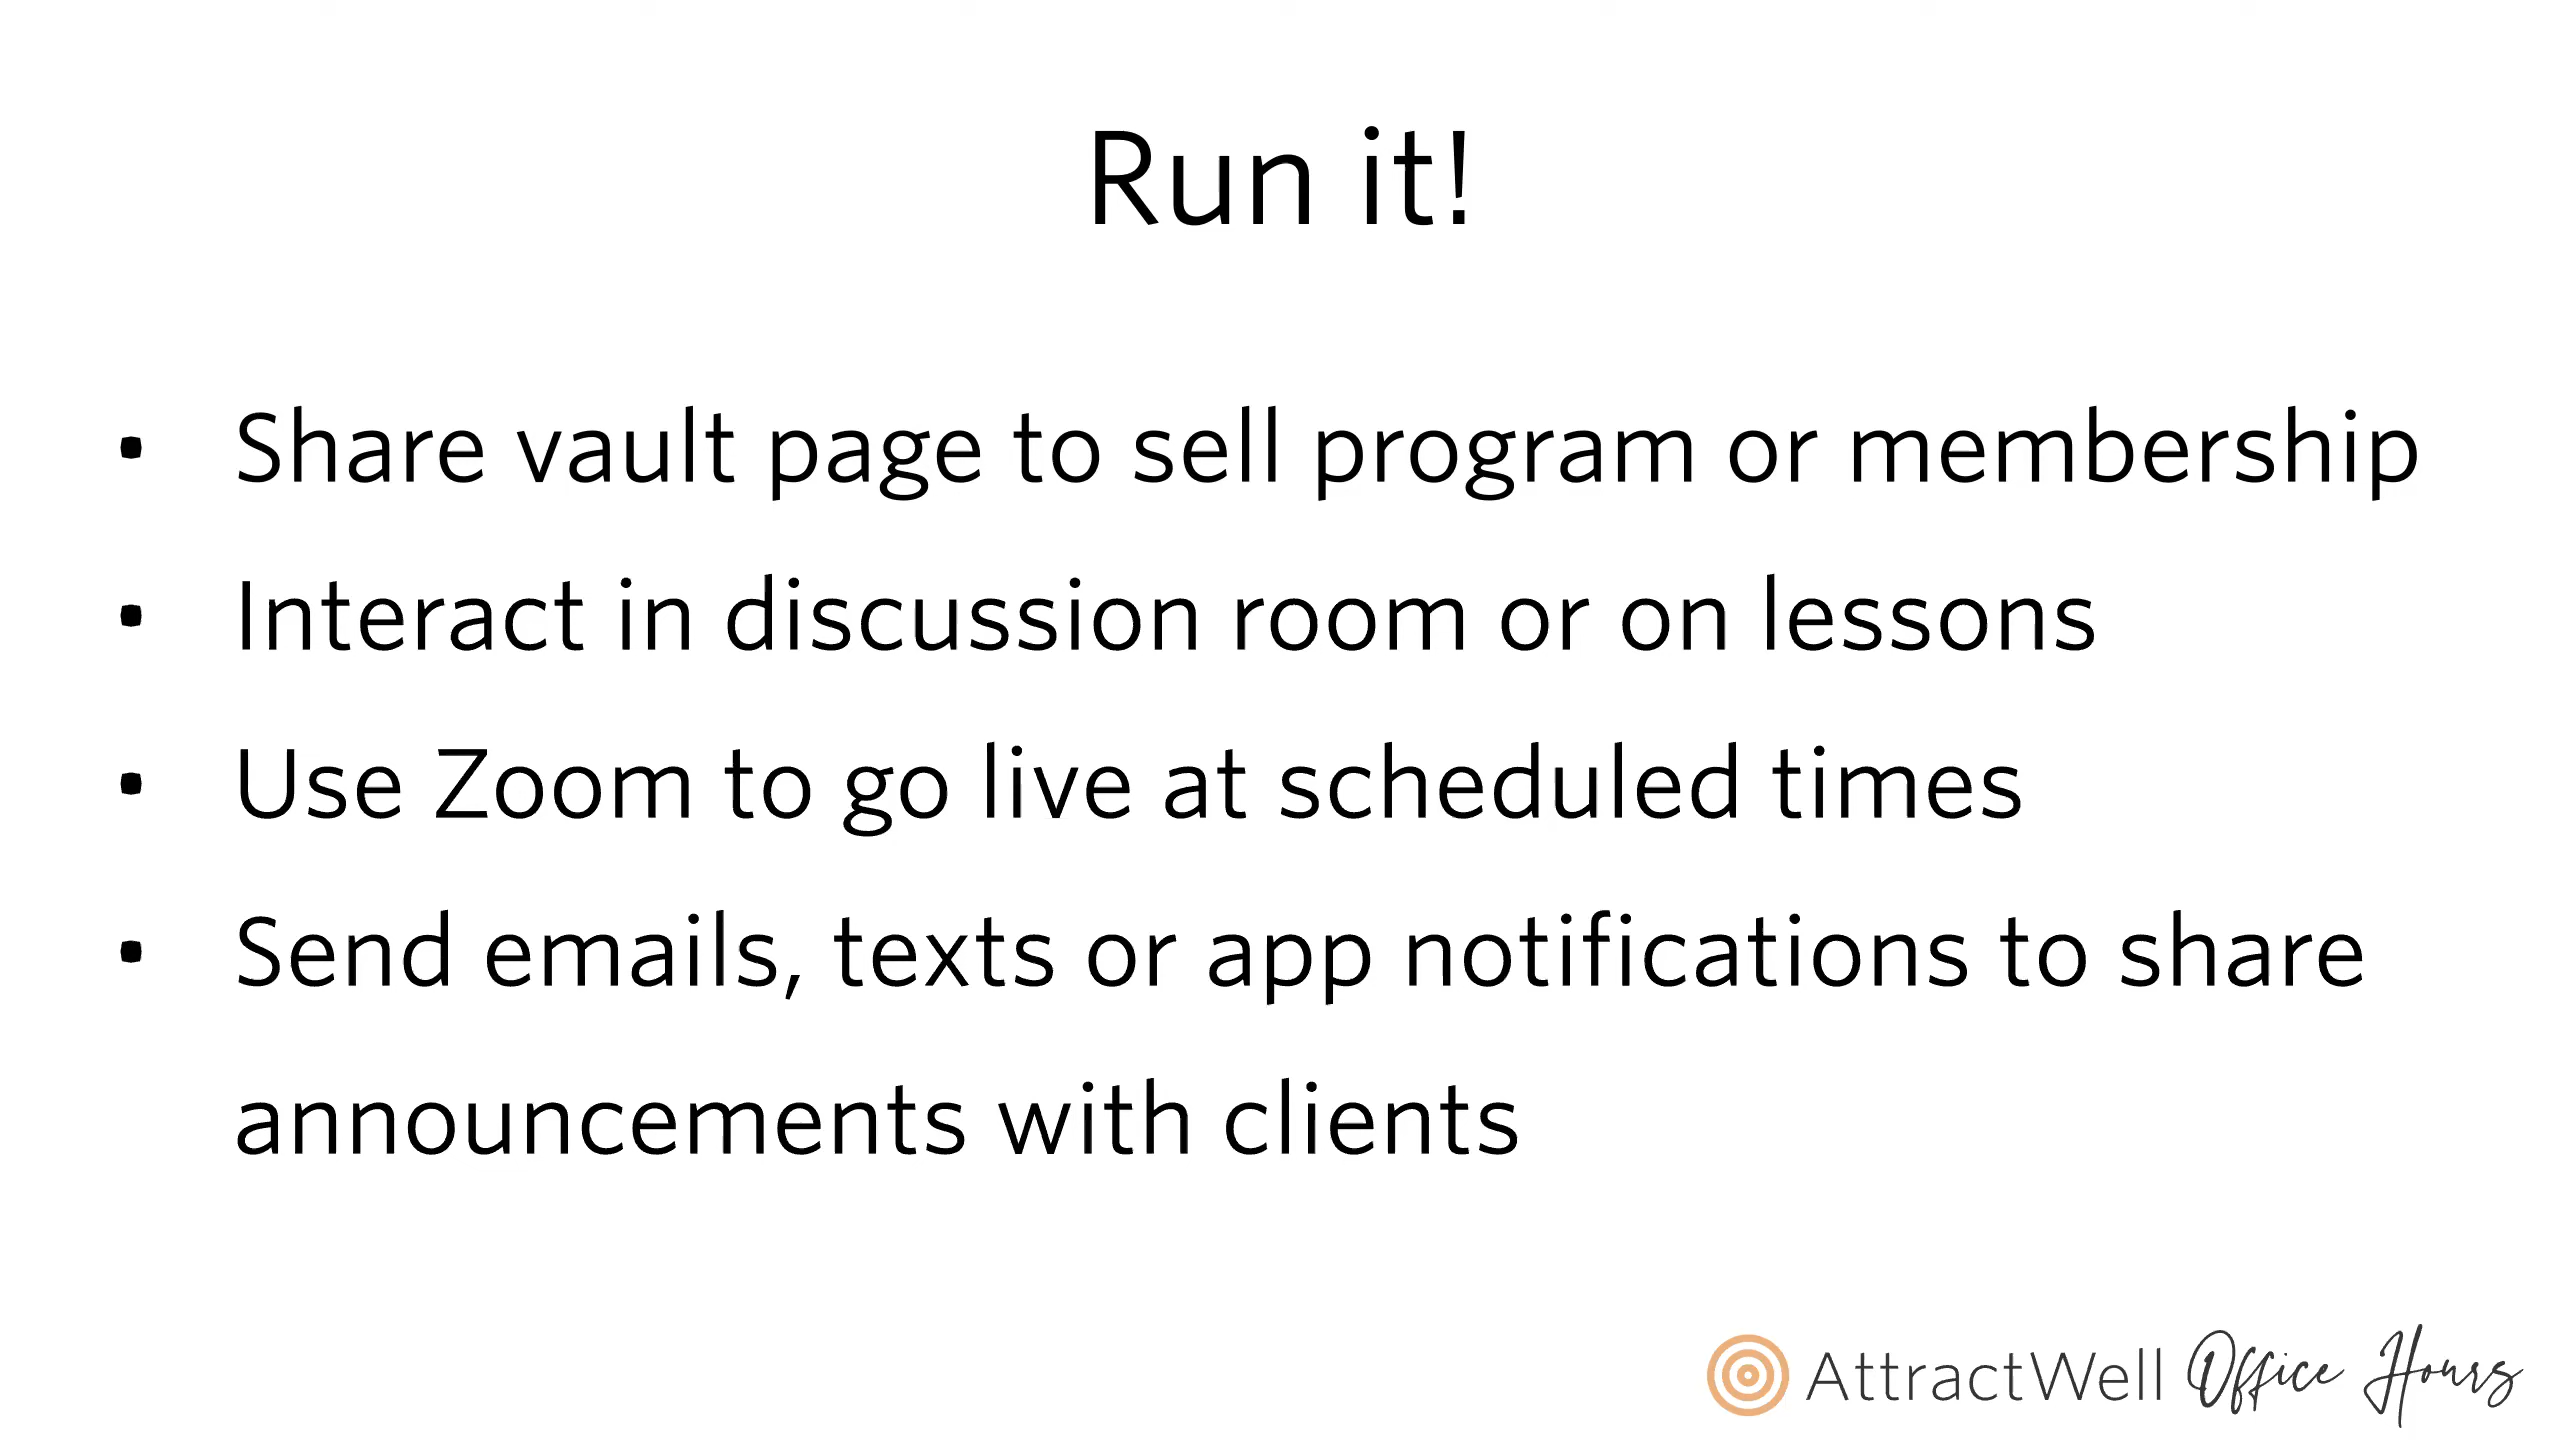 Run it!
▪ Share vault page to sell program or membership
▪ Interact in discussion room or on lessons
▪ Use Zoom to go live at scheduled times
▪ Send emails, texts or app notifications to share
announcements with clients
AttractWell Office Hours